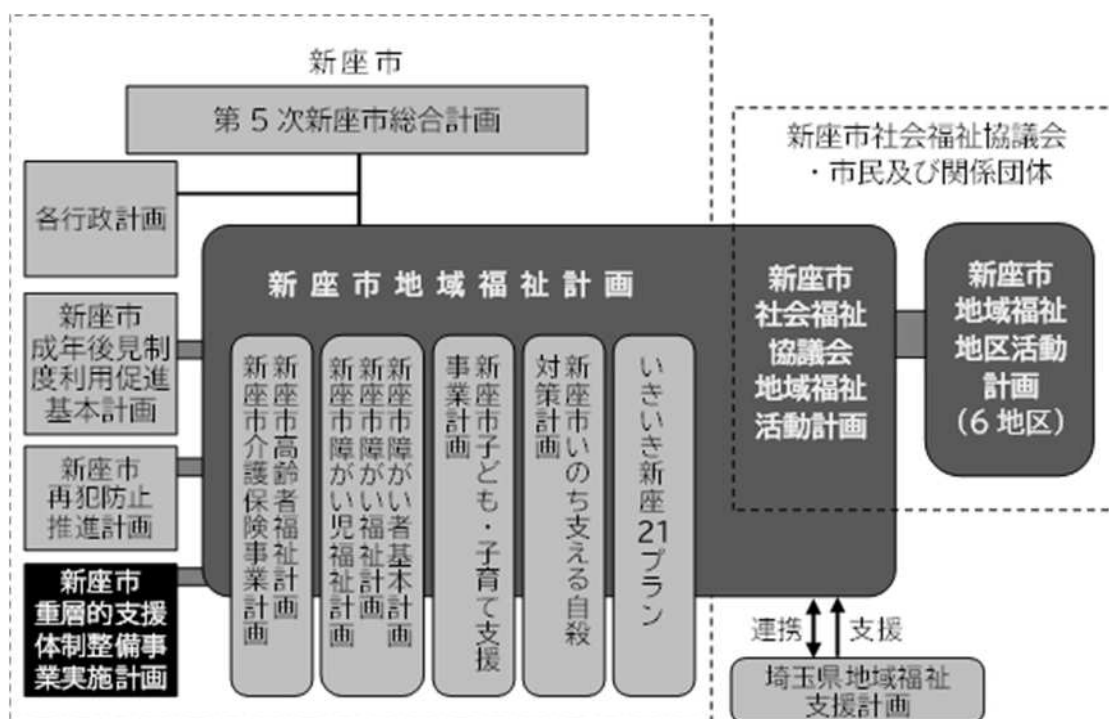 新座市
第5次新座市総合計画
新座市社会福祉協議会
・市民及び関係団体
各行政計画
新座市地域福祉計画
新座市
成年後見制
度利用促進
基本計画
新座市
再犯防止
推進計画
新座市
重層的支援
体制整備事
業実施計画
新座市高齢者福祉計画
新座市介護保険事業計画
新座市障がい者基本計画
新座市障がい福祉計画
新座市障がい児福祉計画
新座市子ども・子育て支援
事業計画
新座市いのち支える自殺
対策計画
いきいき新座21プラン
新座市
社会福祉
協議会
地域福祉
活動計画
新座市
地域福祉
地区活動
計画
(6地区)
連携
支援
埼玉県地域福祉
支援計画